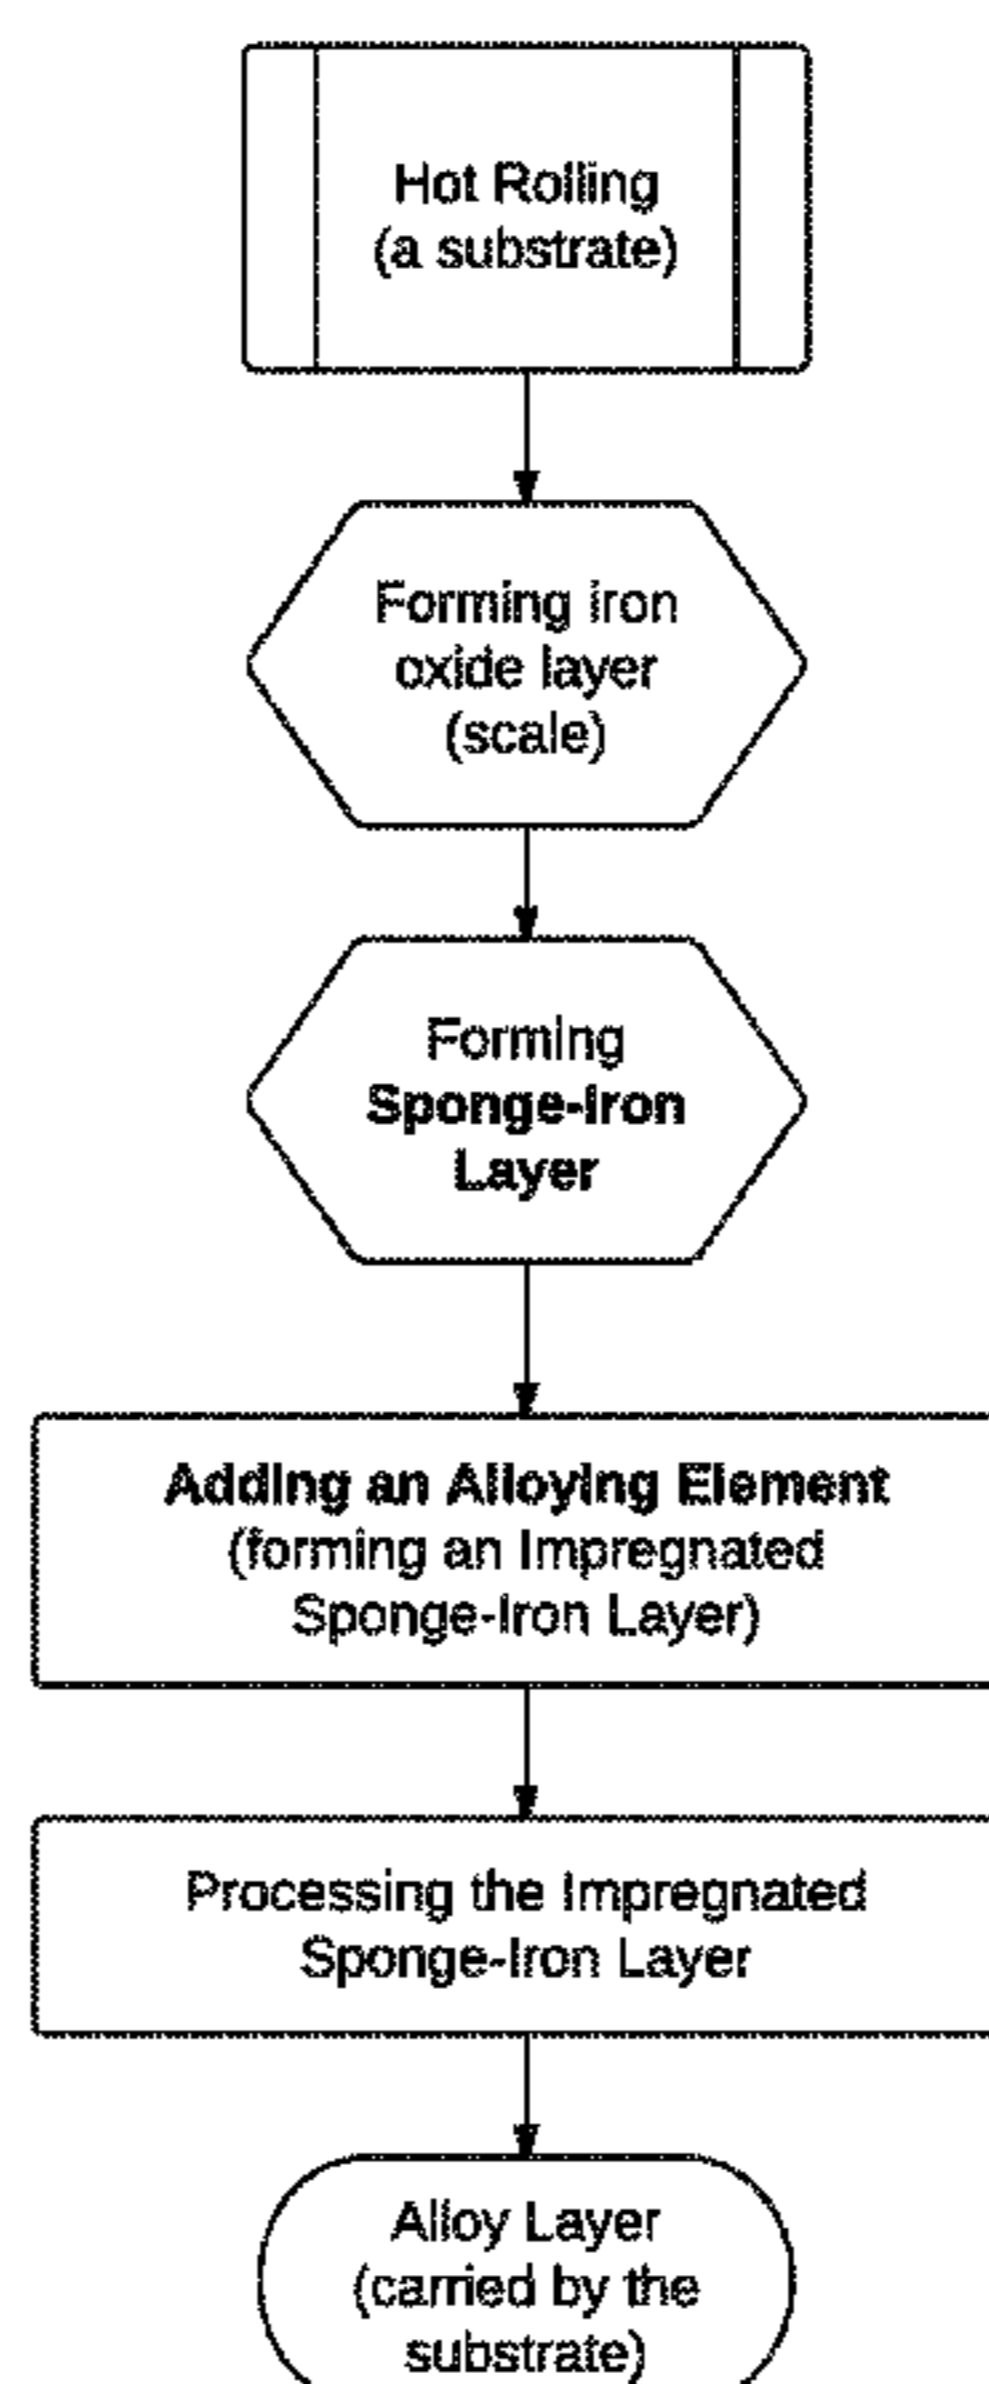 Hot Rolling
(a substrate)
Forming iron
oxide layer
(scale)
Forming
Sponge-Iron
Layer
Adding an Alloying Element
(forming an Impregnated
Sponge-Iron Layer)
Processing the Impregnated
Sponge-Iron Layer
Alloy Layer
(carried by the
substrate)